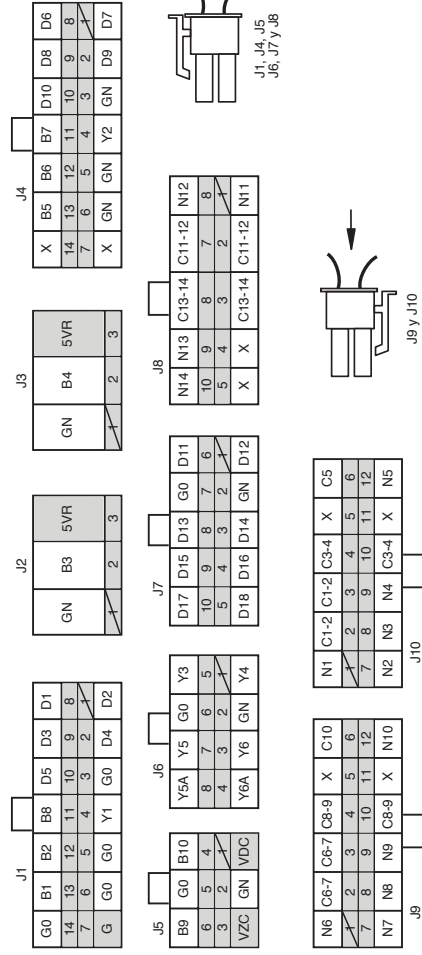 J1
G0 B1 B2 B8 D5 D3 D1
14 13 12 11 10 9 8
7 6 5 4 3 2 1
G G0 G0 Y1 G0 D4 D2
J2
GN B3 5VR
1 2 3
J3
GN B4 5VR
1 2 3
J4
X B5 B6 B7 D10 D8 D6
14 13 12 11 10 9 8
7 6 5 4 3 2 1
X GN GN Y2 GN D9 D7
J5
B9 G0 B10
6 5 4
3 2 1
VZC GN VDC
J6
Y5A Y5 G0 Y3
8 7 6 5
4 3 2 1
Y6A Y6 GN Y4
J7
D17 D15 D13 G0 D11
10 9 8 7 6
5 4 3 2 1
D18 D16 D14 GN D12
J8
N14 N13 C13-14 C11-12 N12
10 9 8 7 8
5 4 3 2 1
X X C13-14 C11-12 N11
J1, J4, J5
J6, J7 y J8
N6 C6-7 C6-7 C8-9 X C10
1 2 3 4 5 6
7 8 9 10 11 12
N7 N8 N9 C8-9 X N10
J9
N1 C1-2 C1-2 C3-4 X C5
1 2 3 4 5 6
7 8 9 10 11 12
N2 N3 N4 C3-4 X N5
J10
J9 y J10